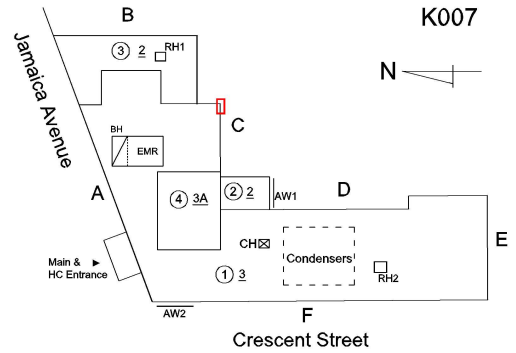 K007
B
3 2 RH1
N
Jamaica Avenue
BH
EMR
C
A
4 3A
2 2
AW1
D
E
CH
Condensers
Main &
HC Entrance
1 3
RH2
AW2
F
Crescent Street